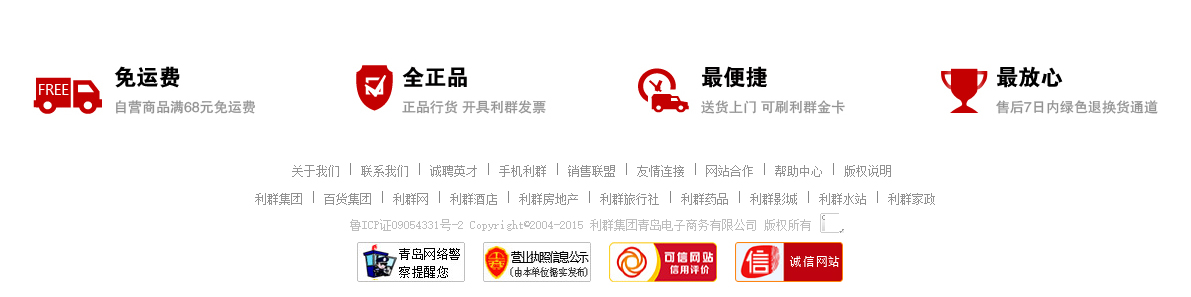 FREE
免运费
自营商品满68元免运费
全正品
正品行货 开具利群发票
最便捷
送货上门 可刷利群金卡
最放心
售后7日内绿色退换货通道
关于我们 | 联系我们 | 诚聘英才 | 手机利群 | 销售联盟 | 友情连接 | 网站合作 | 帮助中心 | 版权说明
利群集团 | 百货集团 | 利群网 | 利群酒店 | 利群房地产 | 利群旅行社 | 利群药品 | 利群影城 | 利群水站 | 利群家政
鲁ICP证09054331号-2 Copyright©2004-2015 利群集团青岛电子商务有限公司 版权所有
青岛网络警
察提醒您
营业执照信息公示
(由本单位据实发布)
可信网站
信用评价
信
诚信网站